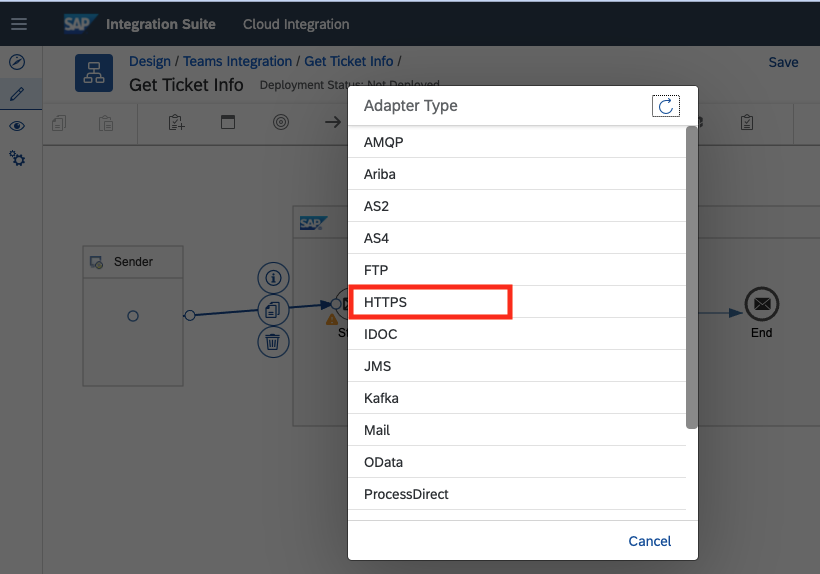 SAP Integration Suite Cloud Integration
Design / Teams Integration / Get Ticket Info /
Save
Get Ticket Info Deployment Status: Not Deployed
Adapter Type
AMQP
Ariba
AS2
AS4
FTP
HTTPS
IDOC
JMS
Kafka
Mail
OData
ProcessDirect
Cancel
SAP
Sender
End